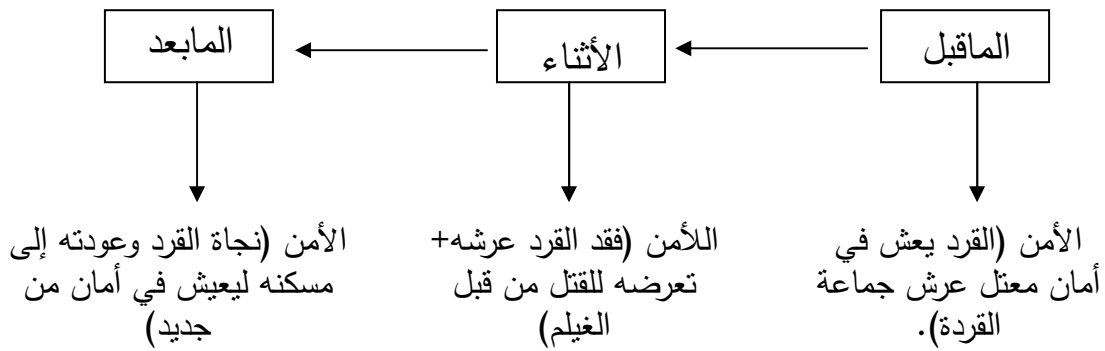 الماقبل
الأثناء
المابعد
الأمن (القرد يعش في
أمان معتل عرش جماعة
القردة).
اللأمن (فقد القرد عرشه+
تعرضه للقتل من قبل
الغيلم)
الأمن (نجاة القرد وعودته إلى
مسكنه ليعيش في أمان من
جديد)